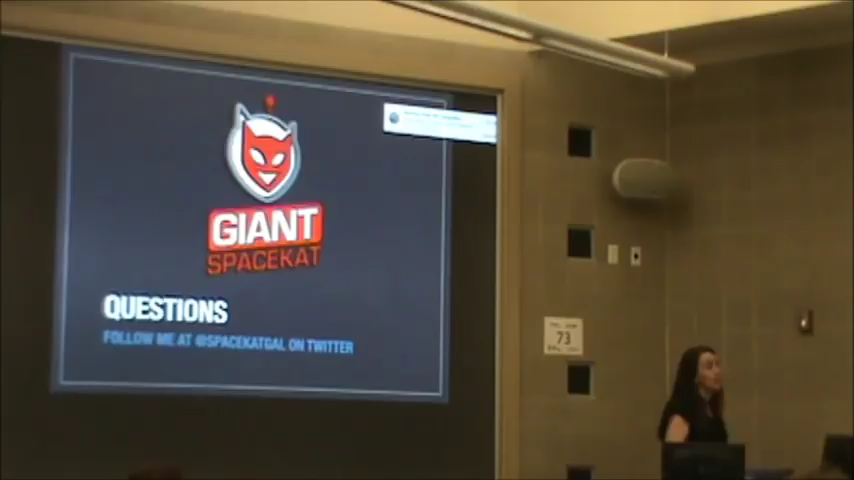 GIANT
SPACEKAT
QUESTIONS
FOLLOW ME AT @SPACEKATGAL ON TWITTER
73